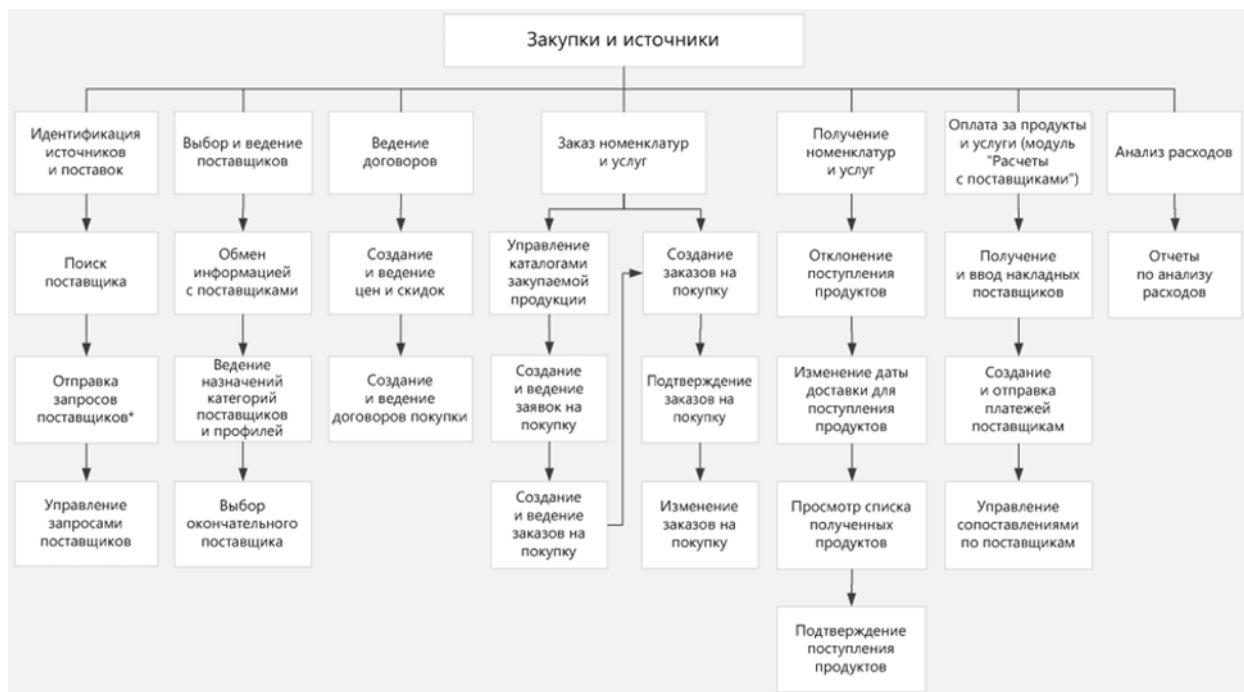 Закупки и источники
Идентификация
источников
и поставок
Выбор и ведение
поставщиков
Ведение
договоров
Заказ номенклатур
и услуг
Получение
номенклатур
и услуг
Оплата за продукты
и услуги (модуль
"Расчеты
с поставщиками")
Анализ расходов
Поиск
поставщика
Обмен
информацией
с поставщиками
Создание
и ведение
цен и скидок
Управление
каталогами
закупаемой
продукции
Создание
заказов на
покупку
Отклонение
поступления
продуктов
Получение
и ввод накладных
поставщиков
Отчеты
по анализу
расходов
Отправка
запросов
поставщиков*
Ведение
назначений
категорий
поставщиков
и профилей
Создание
и ведение
договоров покупки
Создание
и ведение
заявок на
покупку
Подтверждение
заказов на
покупку
Изменение даты
доставки для
поступления
продуктов
Создание
и отправка
платежей
поставщикам
Управление
запросами
поставщиков
Выбор
окончательного
поставщика
Создание
и ведение
заказов на
покупку
Изменение
заказов на
покупку
Просмотр списка
полученных
продуктов
Управление
сопоставлениями
по поставщикам
Подтверждение
поступления
продуктов